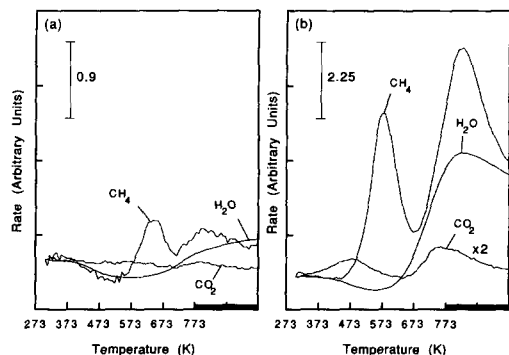 (a)
0.9
CH4
H2O
CO2
Rate (Arbitrary Units)
273 373 473 573 673 773
Temperature (K)
(b)
2.25
CH4
H2O
CO2
x2
Rate (Arbitrary Units)
273 373 473 573 673 773
Temperature (K)